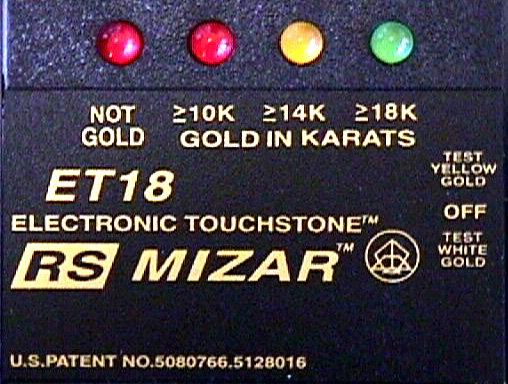 NOT GOLD
≥10K ≥14K ≥18K
GOLD IN KARATS
ET18
ELECTRONIC TOUCHSTONE™
RS MIZAR™
TEST YELLOW GOLD
OFF
TEST WHITE GOLD
U.S.PATENT NO.5080766.5128016